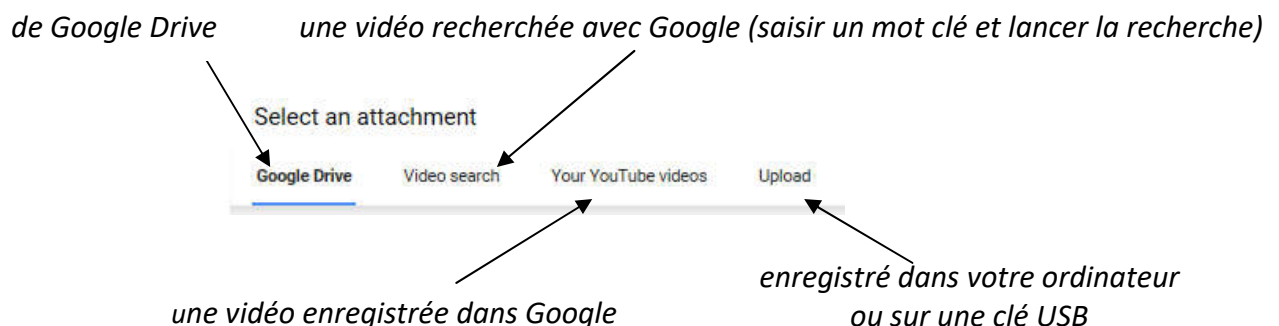 de Google Drive une vidéo recherchée avec Google (saisir un mot clé et lancer la recherche)
Select an attachment
Google Drive Video search Your YouTube videos Upload
enregistré dans votre ordinateur
une vidéo enregistrée dans Google
ou sur une clé USB